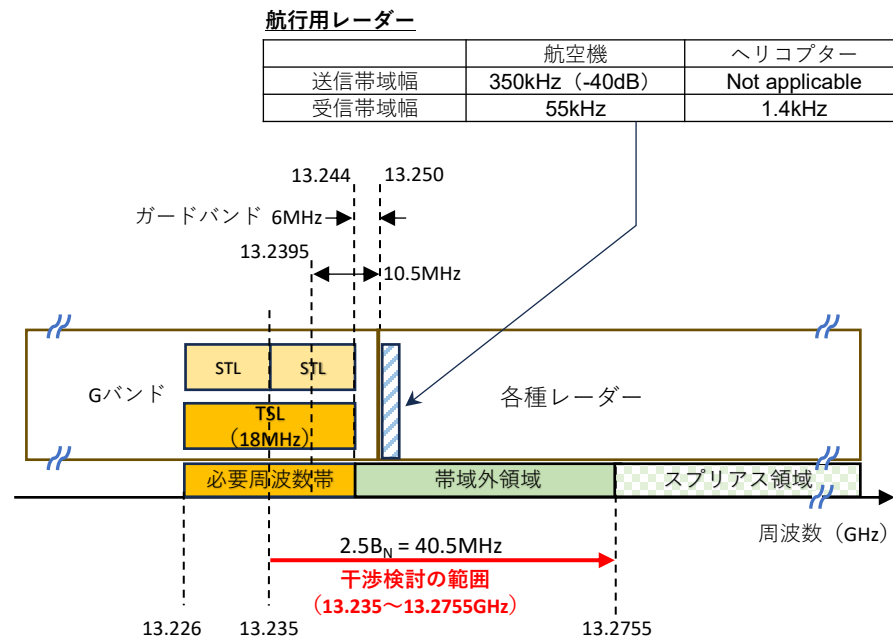 航行用レーダー
航空機 ヘリコプター
送信帯域幅 350kHz（-40dB） Not applicable
受信帯域幅 55kHz 1.4kHz
13.244 13.250
ガードバンド 6MHz
13.2395
10.5MHz
STL STL
Gバンド
各種レーダー
TSL
（18MHz）
必要周波数帯 帯域外領域 スプリアス領域
周波数（GHz）
2.5BN = 40.5MHz
干渉検討の範囲
（13.235～13.2755GHz）
13.226 13.235 13.2755